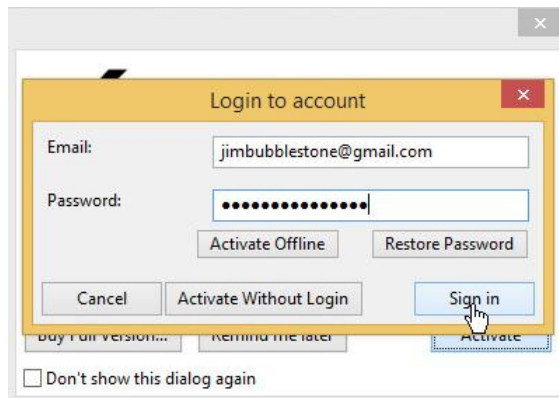 Login to account
Email:
jimbubblestone@gmail.com
Password:
•••••••••••••••
Activate Offline
Restore Password
Cancel
Activate Without Login
Sign in
Buy Full Version...
Remind me later
Activate
Don't show this dialog again